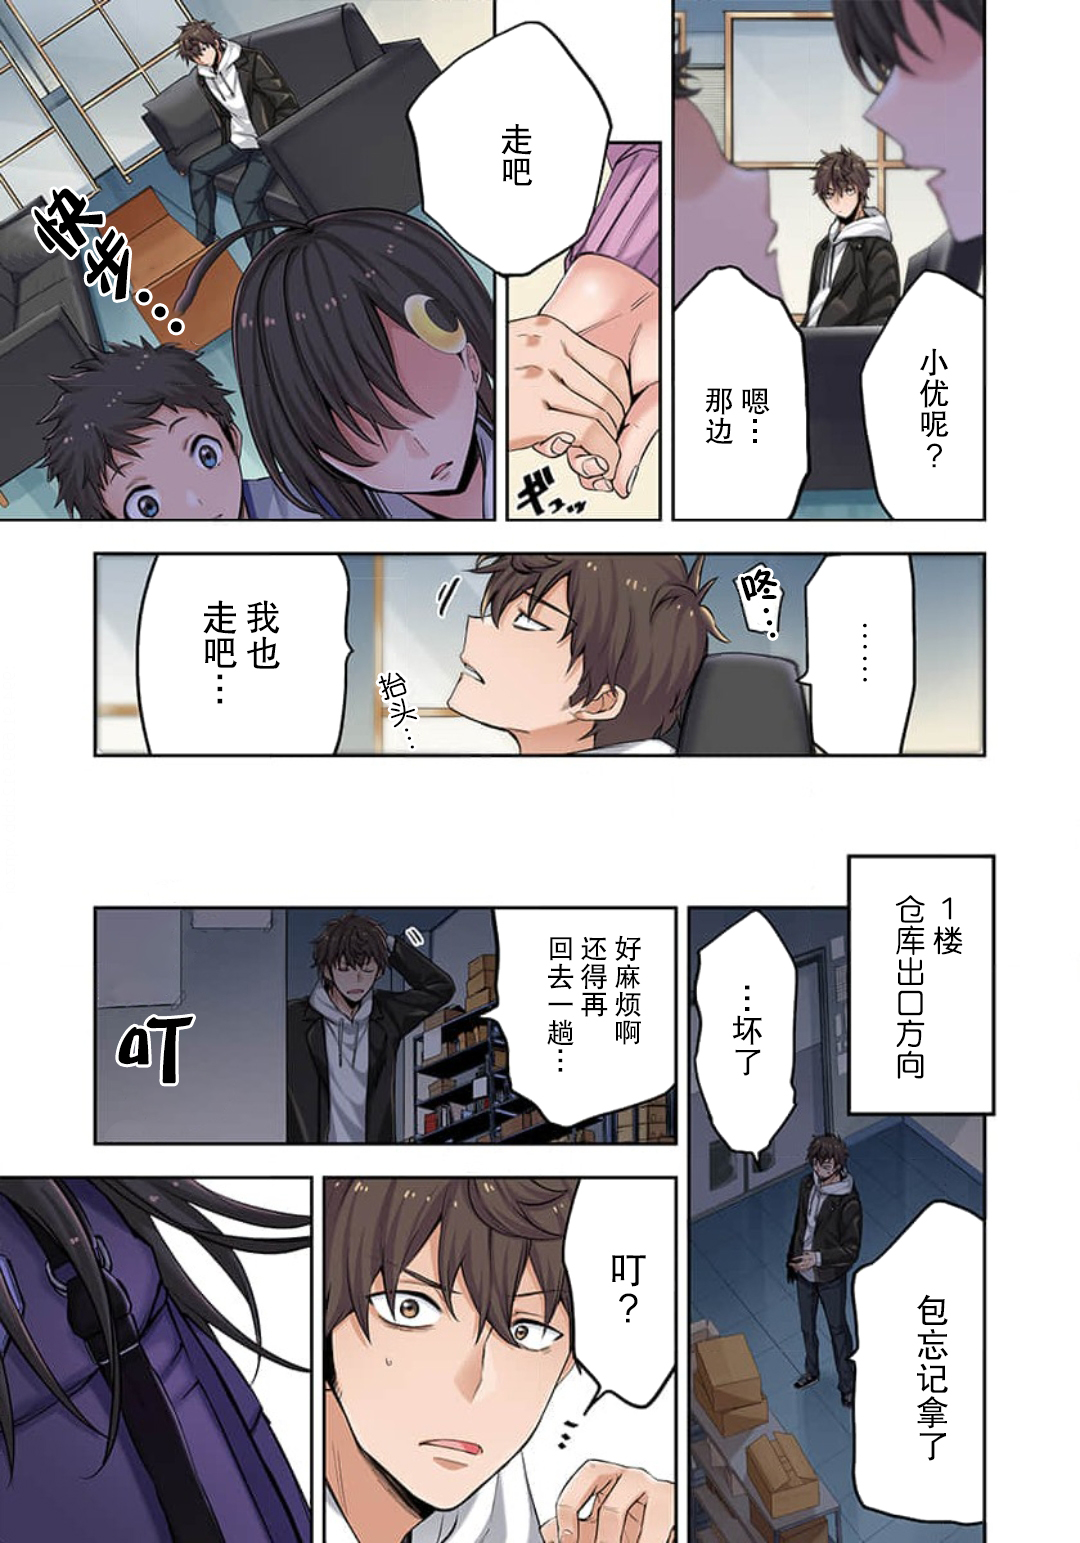 小优呢？
嗯…
那边
走吧
ギュッ
快步…
……
咚…
抬头…
我也
走吧…
1楼
仓库出口方向
…坏了
包忘记拿了
好麻烦啊
还得再
回去一趟…
叮
叮？